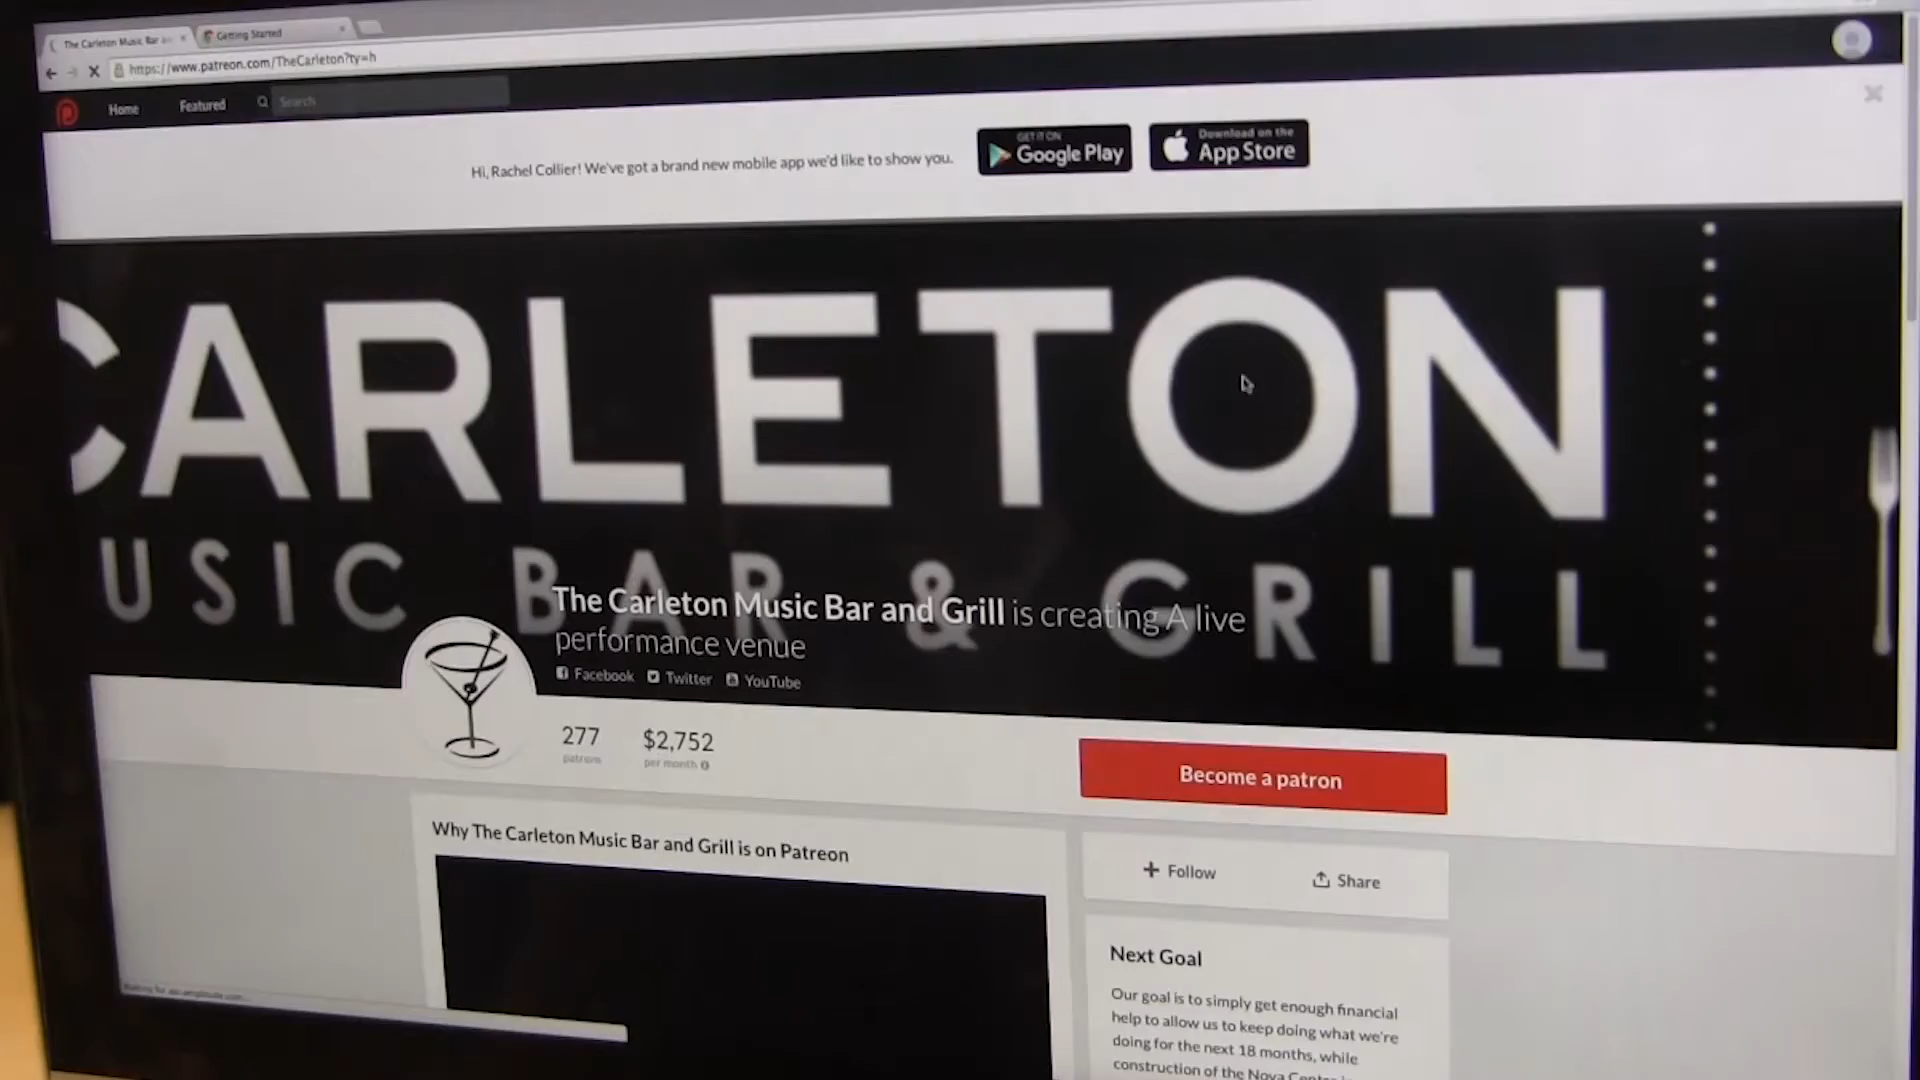 The Carleton Music Bar an
Getting Started
https://www.patreon.com/TheCarleton?ty=h
Home Featured Search
Hi, Rachel Collier! We've got a brand new mobile app we'd like to show you.
GET IT ON
Google Play
Download on the
App Store
CARLETON
USIC BAR & GRILL
The Carleton Music Bar and Grill is creating A live
performance venue
Facebook Twitter YouTube
277 $2,752
patrons per month
Become a patron
Why The Carleton Music Bar and Grill is on Patreon
Follow Share
Next Goal
Our goal is to simply get enough financial
help to allow us to keep doing what we're
doing for the next 18 months, while
construction of the Nova